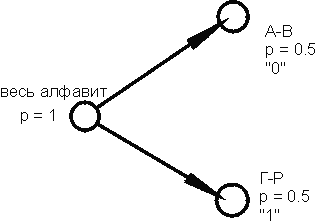 А-В
p = 0.5
"0"
весь алфавит
p = 1
Г-Р
p = 0.5
"1"